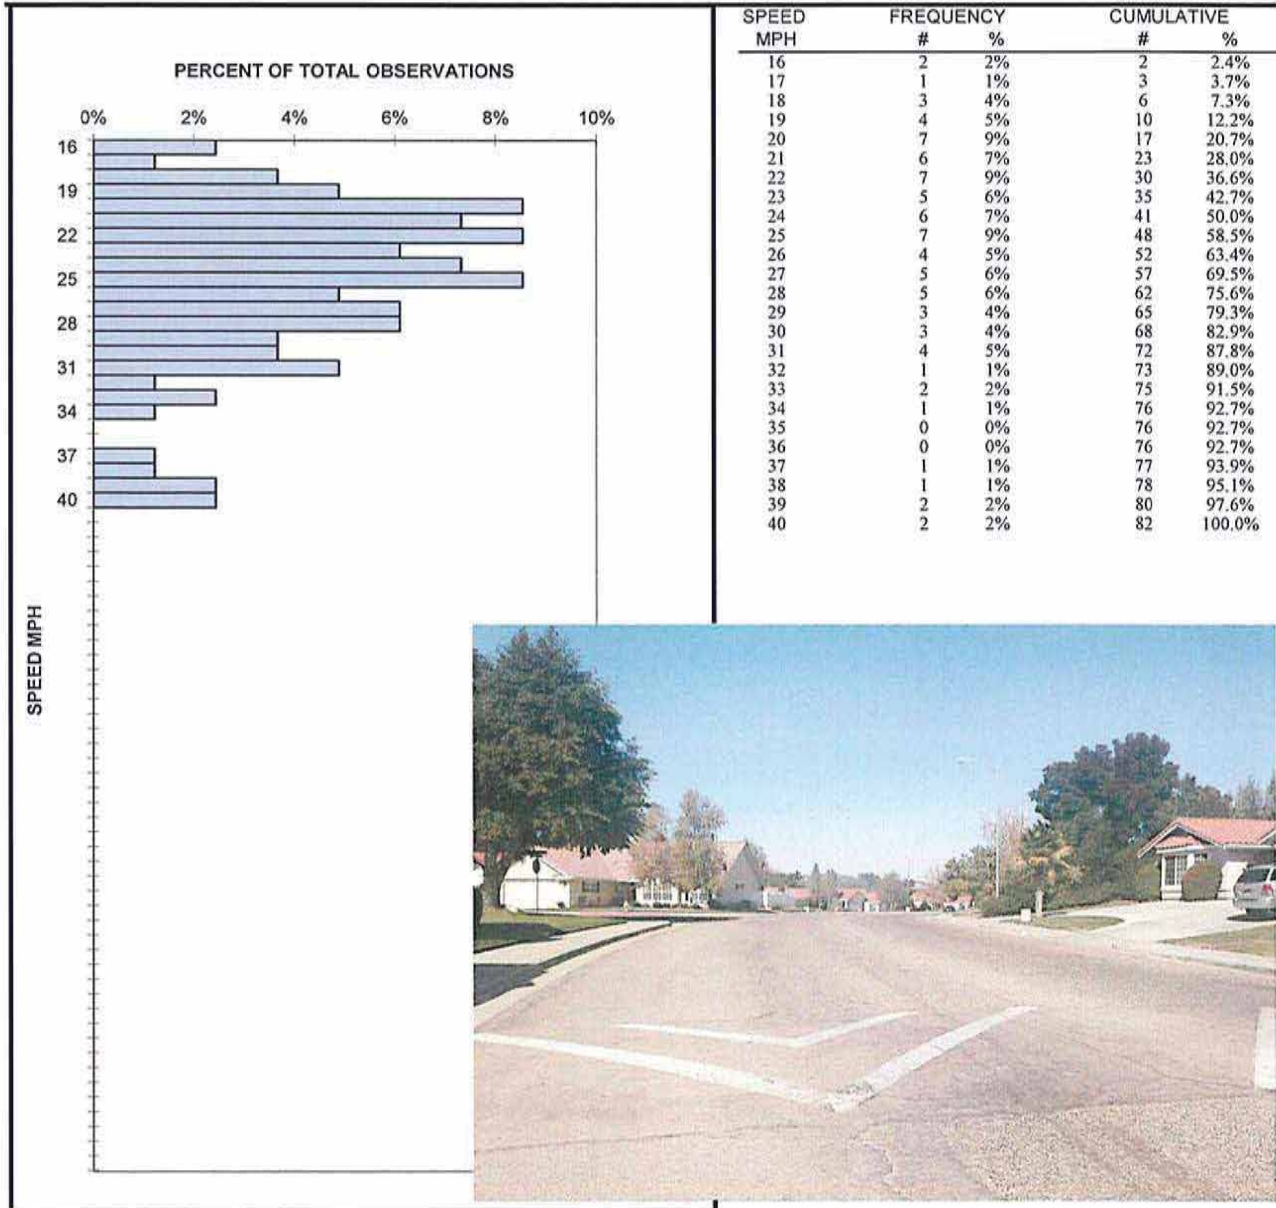 PERCENT OF TOTAL OBSERVATIONS
0% 2% 4% 6% 8% 10%
16
19
22
25
28
31
34
37
40
SPEED MPH
SPEED FREQUENCY CUMULATIVE
MPH # % # %
16 2 2% 2 2.4%
17 1 1% 3 3.7%
18 3 4% 6 7.3%
19 4 5% 10 12.2%
20 7 9% 17 20.7%
21 6 7% 23 28.0%
22 7 9% 30 36.6%
23 5 6% 35 42.7%
24 6 7% 41 50.0%
25 7 9% 48 58.5%
26 4 5% 52 63.4%
27 5 6% 57 69.5%
28 5 6% 62 75.6%
29 3 4% 65 79.3%
30 3 4% 68 82.9%
31 4 5% 72 87.8%
32 1 1% 73 89.0%
33 2 2% 75 91.5%
34 1 1% 76 92.7%
35 0 0% 76 92.7%
36 0 0% 76 92.7%
37 1 1% 77 93.9%
38 1 1% 78 95.1%
39 2 2% 80 97.6%
40 2 2% 82 100.0%